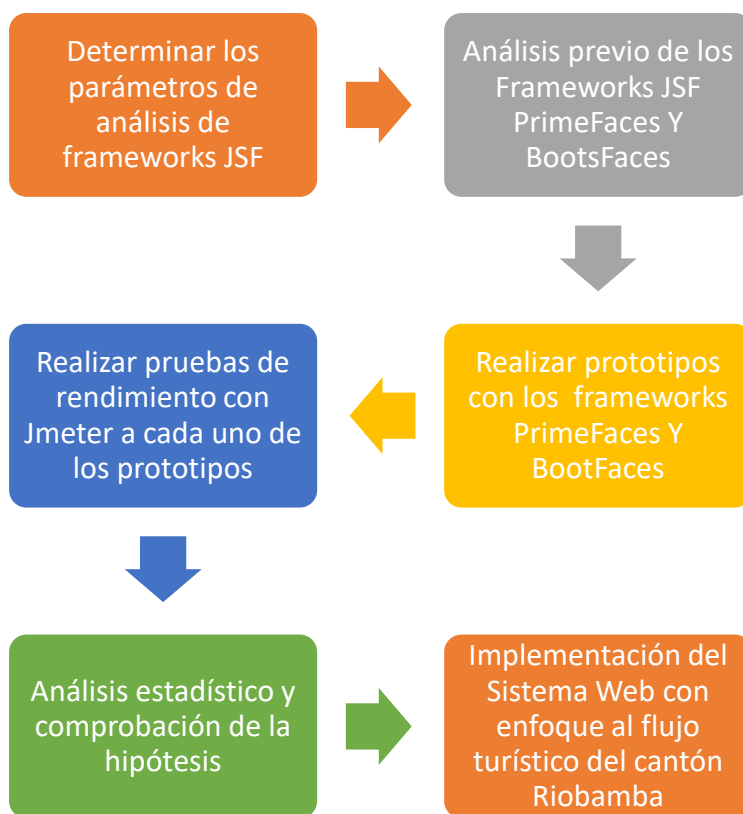 Determinar los
parámetros de
análisis de
frameworks JSF
Análisis previo de los
Frameworks JSF
PrimeFaces Y
BootsFaces
Realizar prototipos
con los frameworks
PrimeFaces Y
BootFaces
Realizar pruebas de
rendimiento con
Jmeter a cada uno de
los prototipos
Análisis estadístico y
comprobación de la
hipótesis
Implementación del
Sistema Web con
enfoque al flujo
turístico del cantón
Riobamba